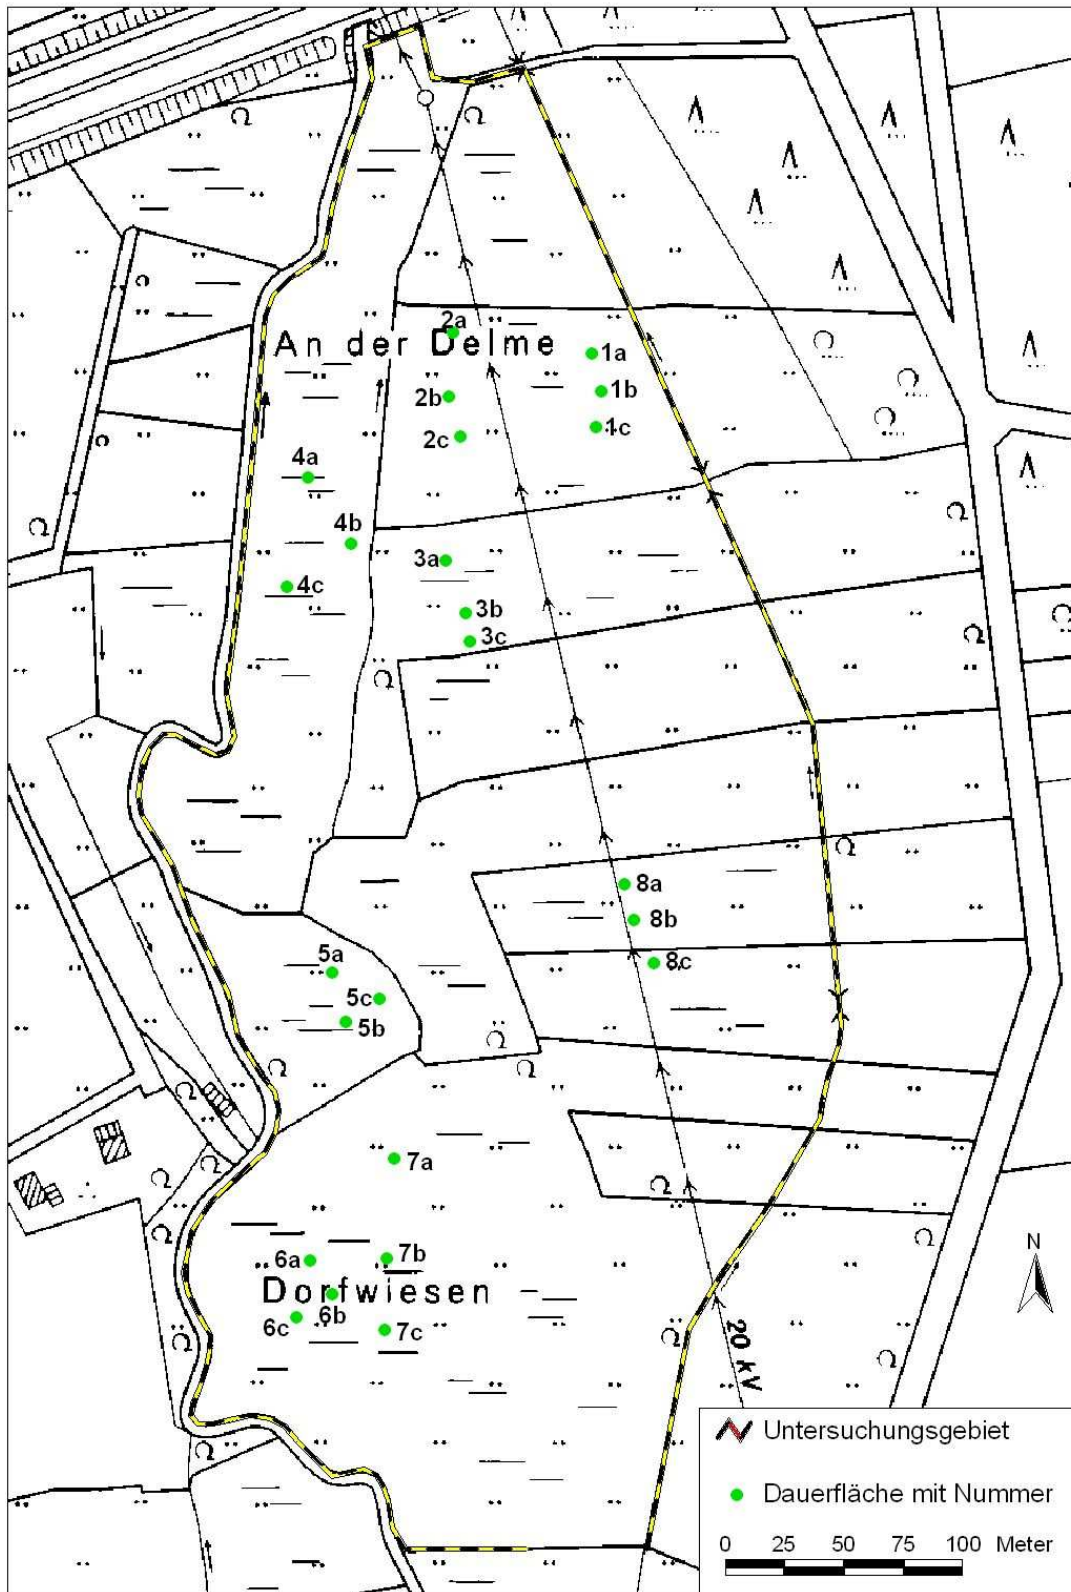 2a
An der Delme
1a
1b
2b
1c
2c
4a
4b
3a
4c
3b
3c
8a
8b
8c
5a
5c
5b
7a
N
7b
6a
Dorfwiesen
6b
6c
7c
20 kV
Untersuchungsgebiet
Dauerfläche mit Nummer
0 25 50 75 100 Meter